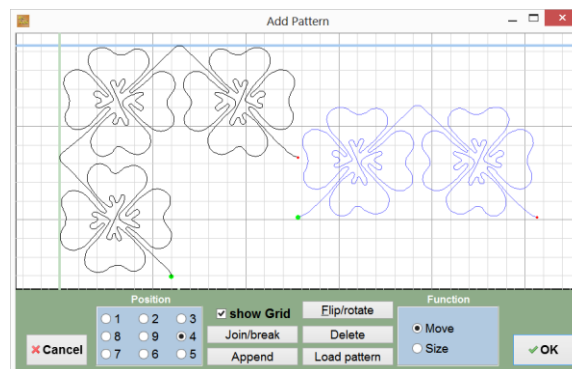 Add Pattern
Position
Function
1 2 3
8 9 4
7 6 5
show Grid
Flip/rotate
Join/break
Delete
Append
Load pattern
Move
Size
Cancel
OK